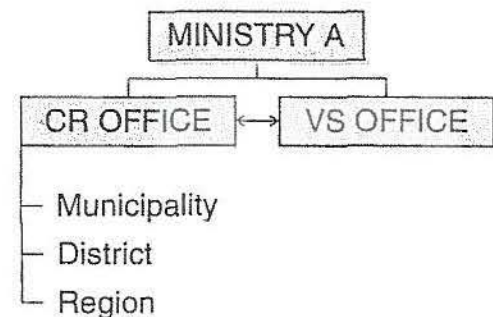 MINISTRY A
CR OFFICE
VS OFFICE
Municipality
District
Region